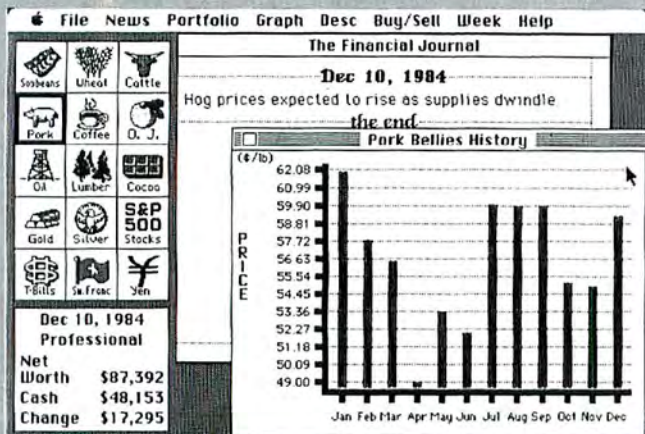 File News Portfolio Graph Desc Buy/Sell Week Help
Soybeans Wheat Cattle
Pork Coffee O. J.
Oil Lumber Cocoa
Gold Silver S&P 500 Stocks
T-Bills Sw.Franc Yen
Dec 10, 1984
Professional
Net
Worth $87,392
Cash $48,153
Change $17,295
The Financial Journal
Dec 10, 1984
Hog prices expected to rise as supplies dwindle
the end
Pork Bellies History
(¢/lb)
PRICE
62.08
60.99
59.90
58.81
57.72
56.63
55.54
54.45
53.36
52.27
51.18
50.09
49.00
Jan Feb Mar Apr May Jun Jul Aug Sep Oct Nov Dec